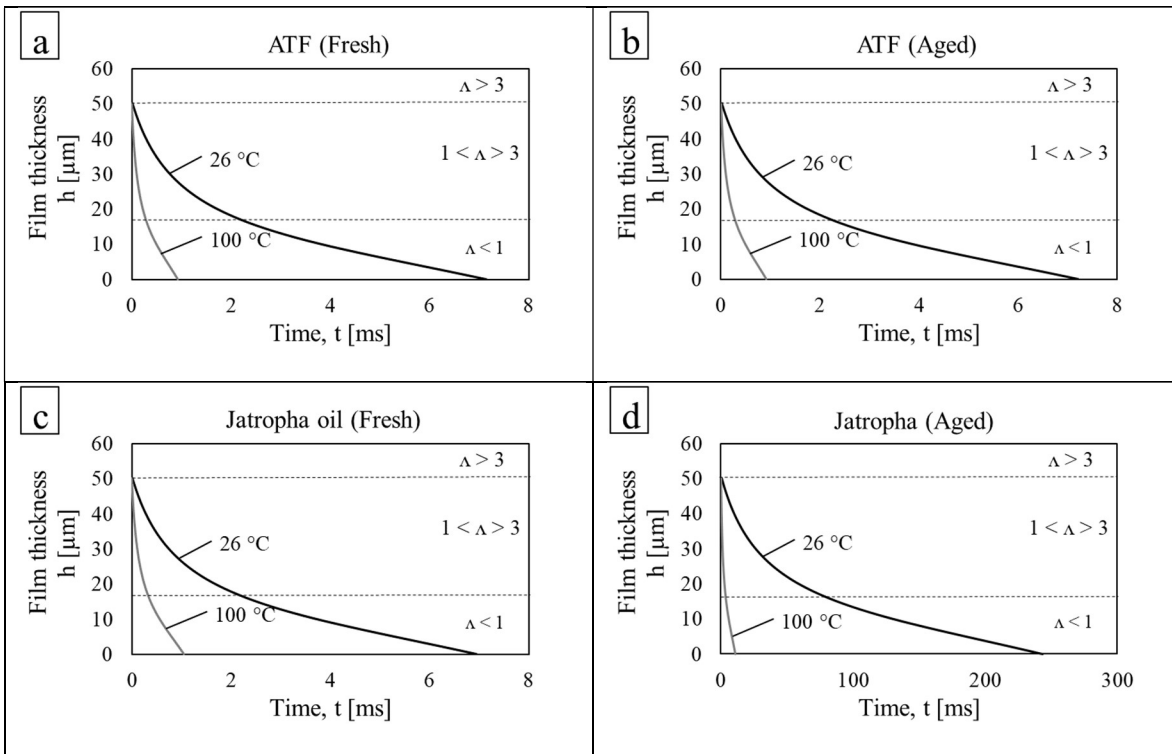 a
ATF (Fresh)
Film thickness
h [µm]
60
50
40
30
20
10
0
ʌ > 3
1 < ʌ > 3
ʌ < 1
26 °C
100 °C
0 2 4 6 8
Time, t [ms]
b
ATF (Aged)
Film thickness
h [µm]
60
50
40
30
20
10
0
ʌ > 3
1 < ʌ > 3
ʌ < 1
26 °C
100 °C
0 2 4 6 8
Time, t [ms]
c
Jatropha oil (Fresh)
Film thickness
h [µm]
60
50
40
30
20
10
0
ʌ > 3
1 < ʌ > 3
ʌ < 1
26 °C
100 °C
0 2 4 6 8
Time, t [ms]
d
Jatropha (Aged)
Film thickness
h [µm]
60
50
40
30
20
10
0
ʌ > 3
1 < ʌ > 3
ʌ < 1
26 °C
100 °C
0 100 200 300
Time, t [ms]